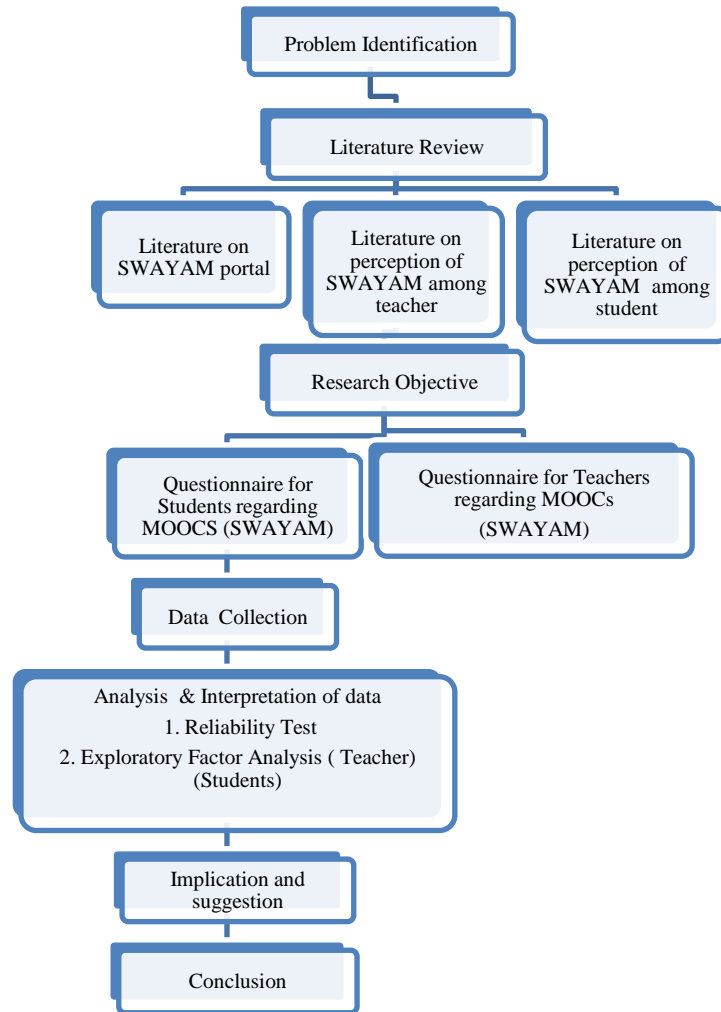 Problem Identification
Literature Review
Literature on
SWAYAM portal
Literature on
perception of
SWAYAM among
teacher
Literature on
perception of
SWAYAM among
student
Research Objective
Questionnaire for
Students regarding
MOOCS (SWAYAM)
Questionnaire for Teachers
regarding MOOCs
(SWAYAM)
Data Collection
Analysis & Interpretation of data
1. Reliability Test
2. Exploratory Factor Analysis ( Teacher)
(Students)
Implication and
suggestion
Conclusion